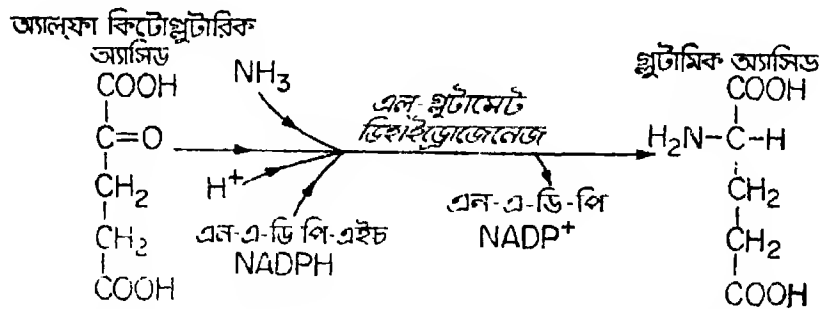 অ্যাল্‌ফা কিটোগ্লুটারিক
অ্যাসিড
COOH
C=O
CH2
CH2
COOH
NH3
H+
এন-এ-ডি পি-এইচ
NADPH
এল-গ্লুটামেট
ডিহাইড্রোজেনেজ
এন-এ-ডি-পি
NADP+
গ্লুটামিক অ্যাসিড
COOH
H2N-C-H
CH2
CH2
COOH